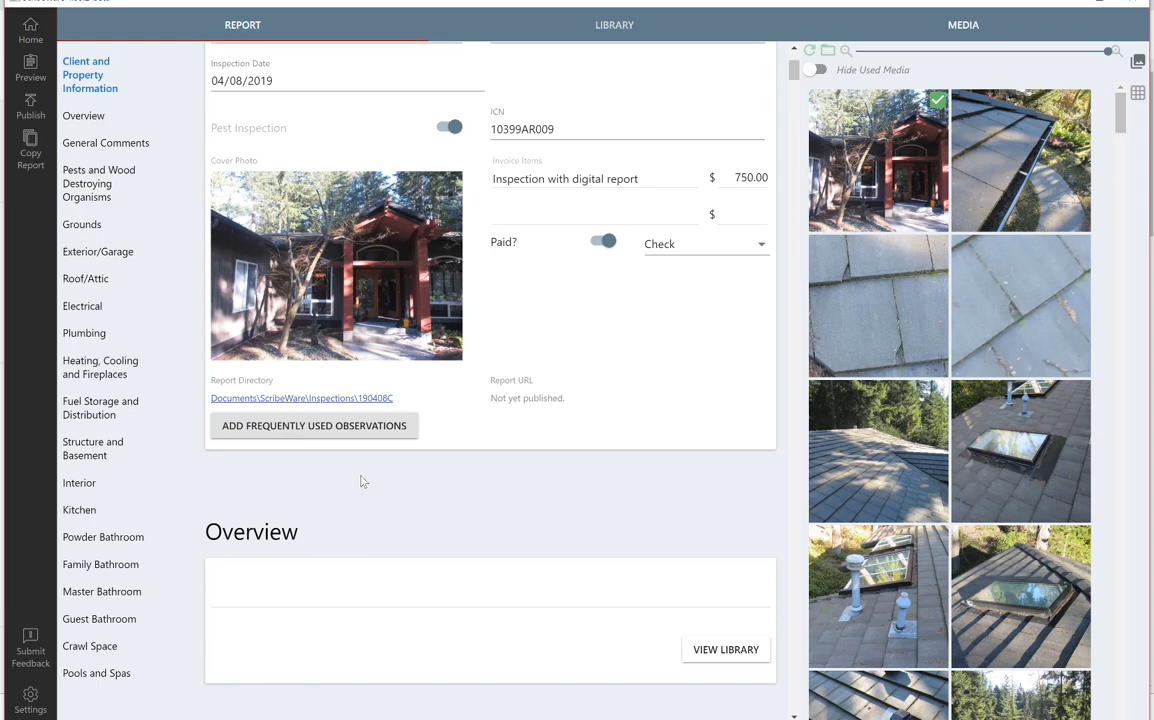 REPORT
LIBRARY
MEDIA
Home
Preview
Publish
Copy
Report
Submit
Feedback
Settings
Client and
Property
Information
Overview
General Comments
Pests and Wood
Destroying
Organisms
Grounds
Exterior/Garage
Roof/Attic
Electrical
Plumbing
Heating, Cooling
and Fireplaces
Fuel Storage and
Distribution
Structure and
Basement
Interior
Kitchen
Powder Bathroom
Family Bathroom
Master Bathroom
Guest Bathroom
Crawl Space
Pools and Spas
Inspection Date
04/08/2019
Pest Inspection
ICN
10399AR009
Cover Photo
Invoice Items
Inspection with digital report $ 750.00
$
Paid? Check
Report Directory
Documents\ScribeWare\Inspections\190408C
Report URL
Not yet published.
ADD FREQUENTLY USED OBSERVATIONS
Overview
VIEW LIBRARY
Hide Used Media